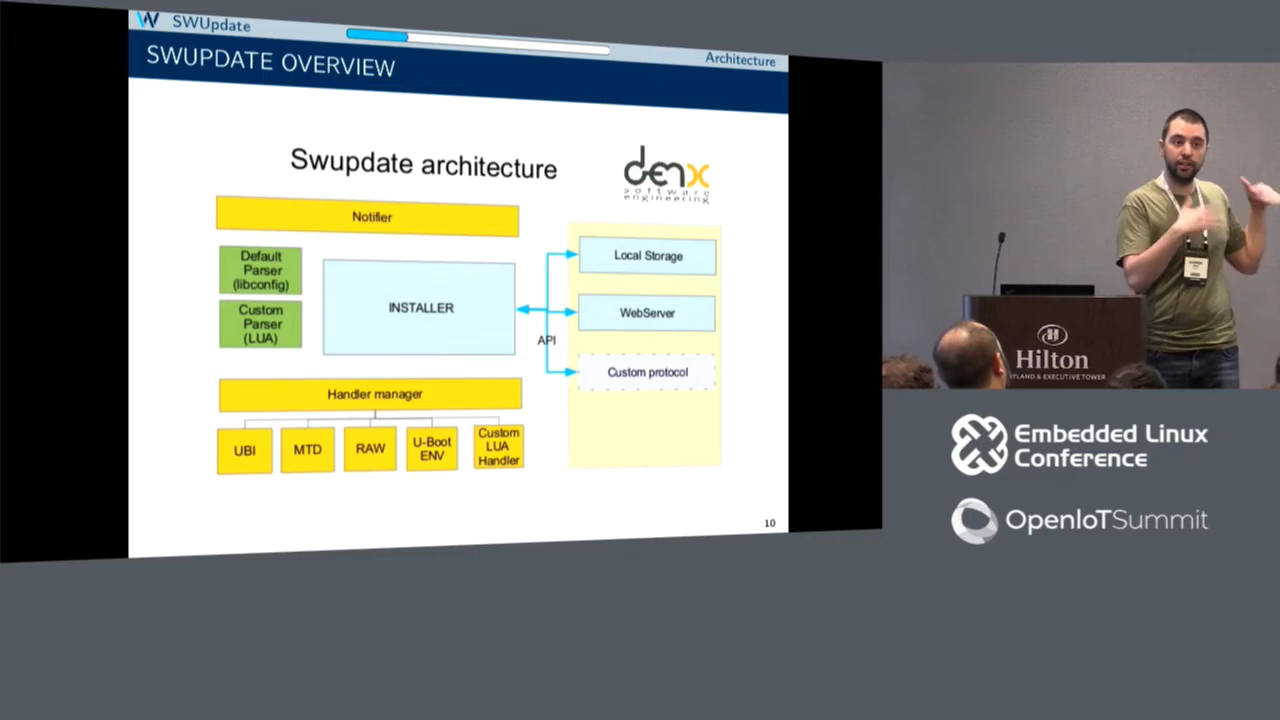 SWUpdate
Architecture
SWUPDATE OVERVIEW
Swupdate architecture
denx
software
engineering
Notifier
Default
Parser
(libconfig)
Custom
Parser
(LUA)
INSTALLER
API
Local Storage
WebServer
Custom protocol
Handler manager
UBI
MTD
RAW
U-Boot
ENV
Custom
LUA
Handler
10
Hilton
& EXECUTIVE TOWER
Embedded Linux
Conference
OpenIoTSummit